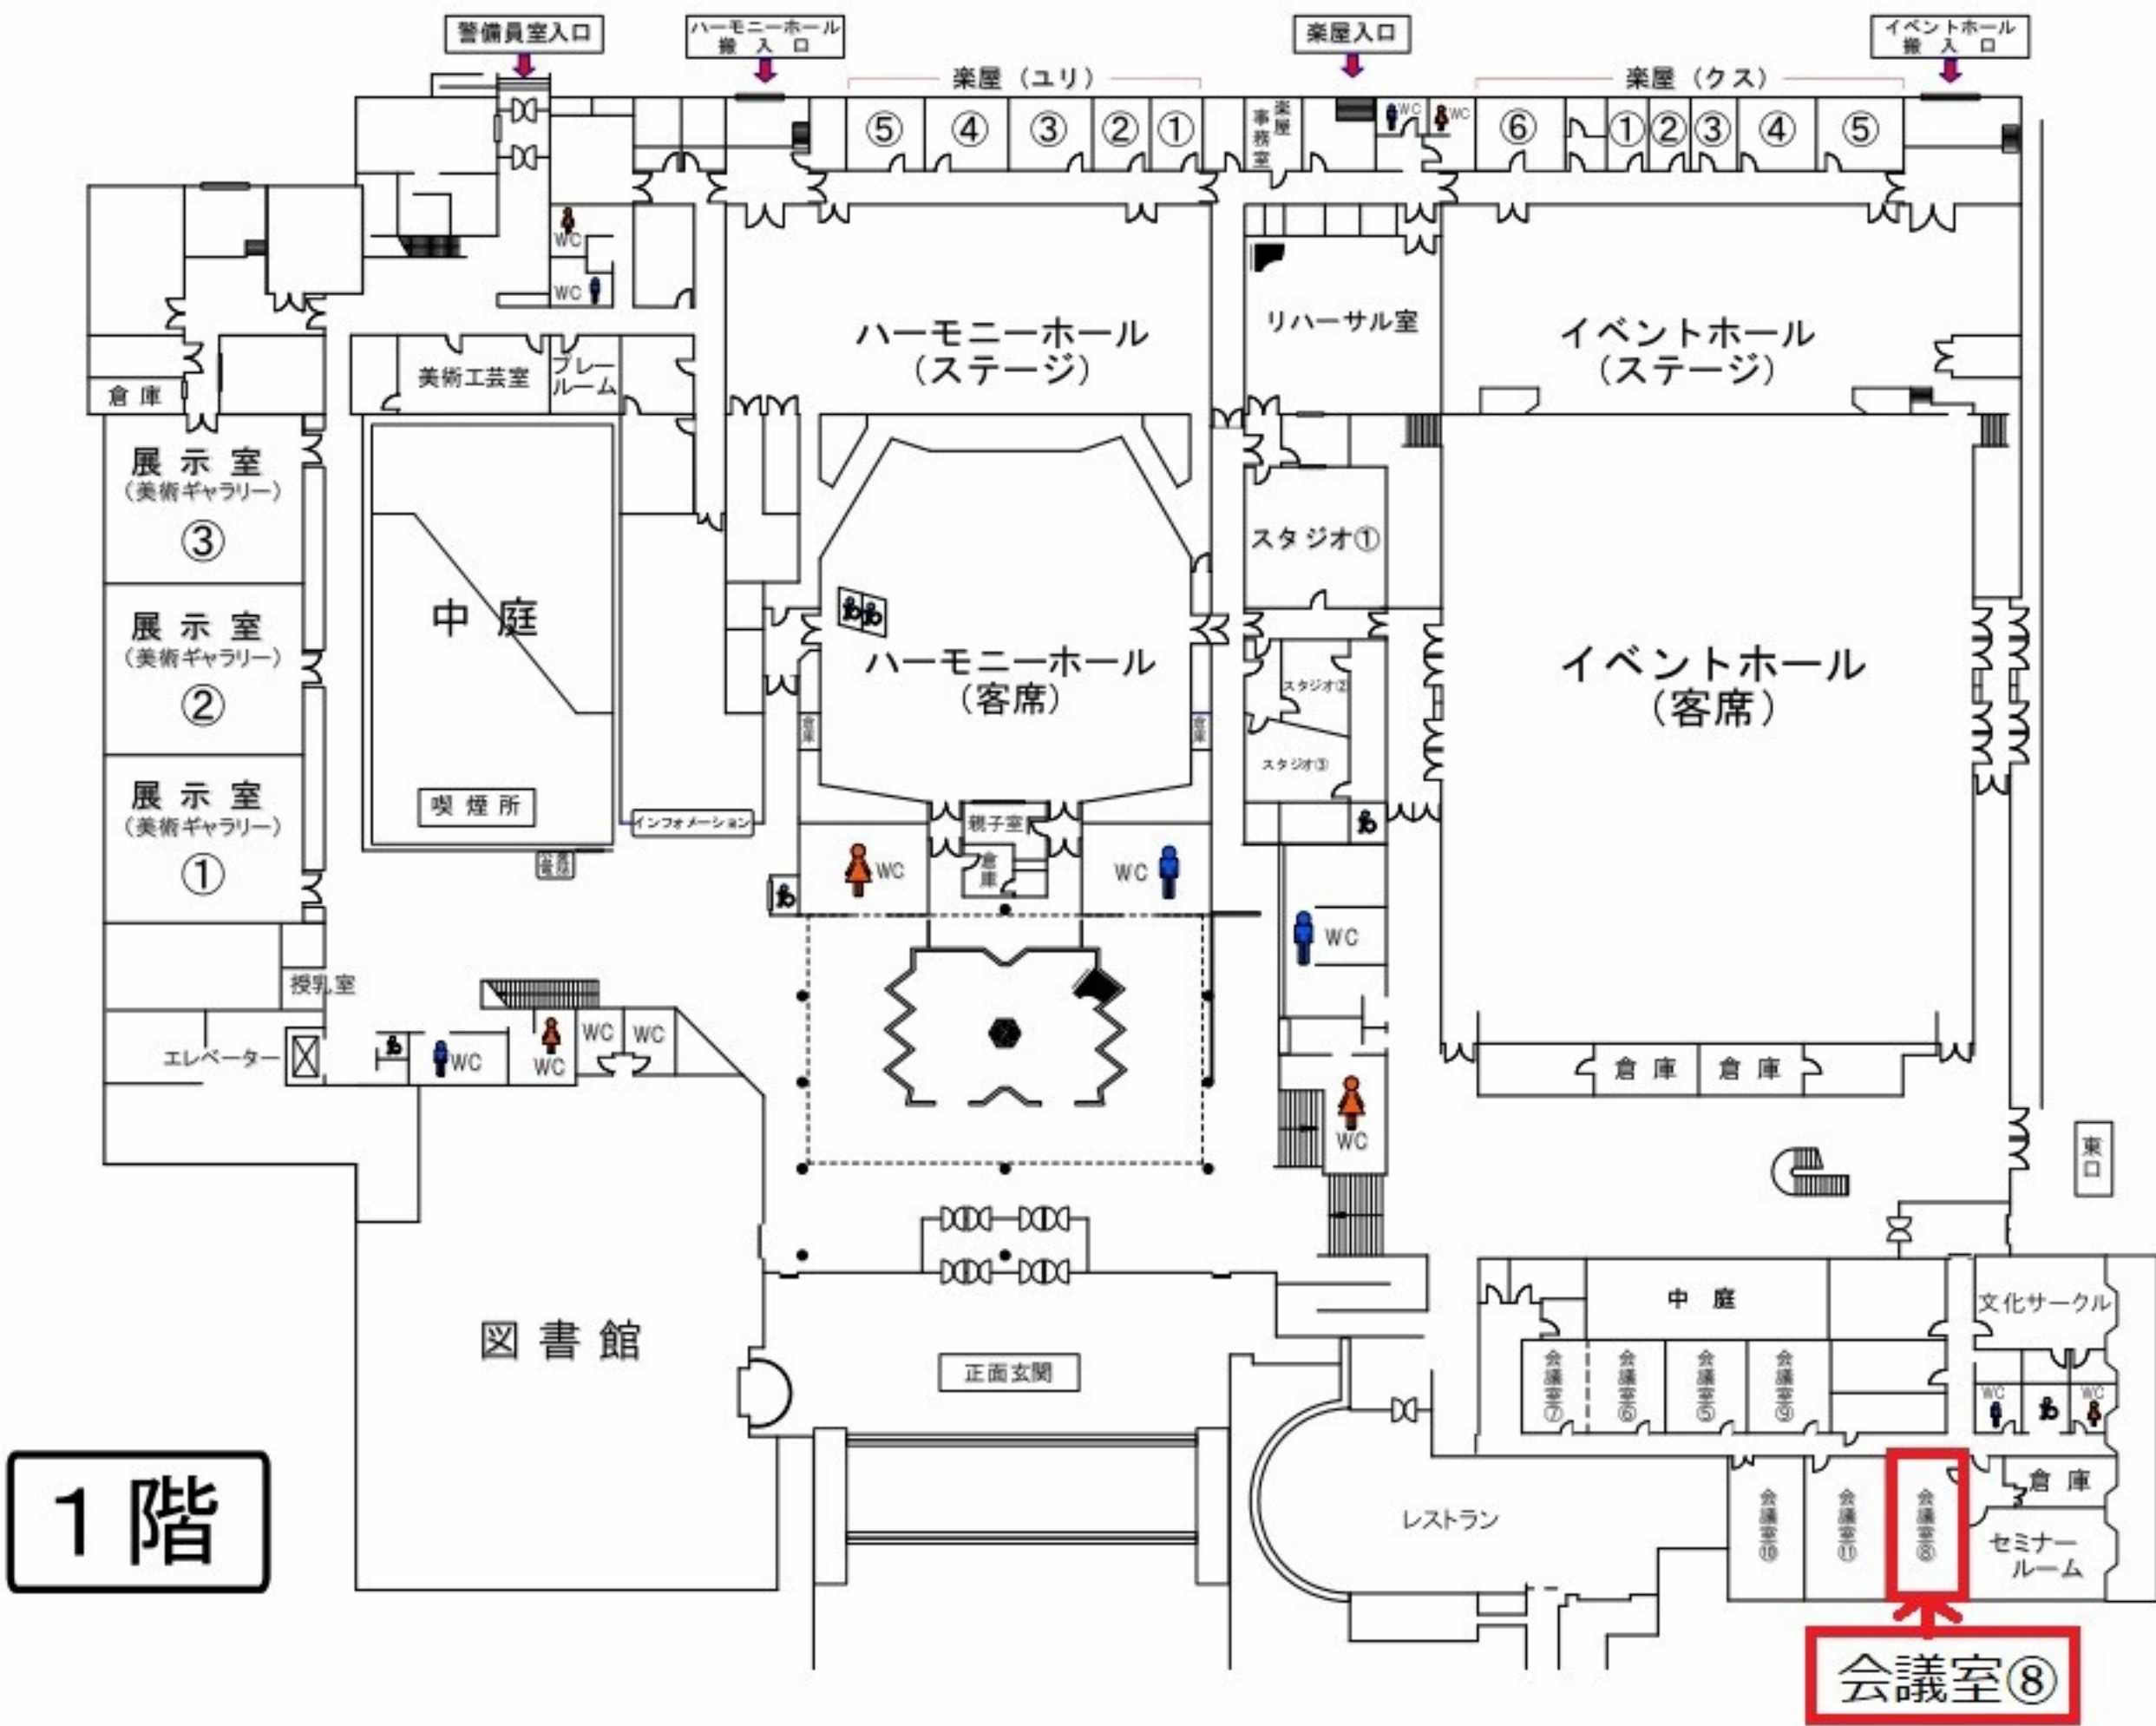 警備員室入口
ハーモニーホール
搬入口
楽屋入口
イベントホール
搬入口
楽屋（ユリ）
楽屋（クス）
⑤
④
③
②
①
楽屋
事務室
WC
WC
⑥
①
②
③
④
⑤
WC
WC
ハーモニーホール
（ステージ）
リハーサル室
イベントホール
（ステージ）
美術工芸室
プレー
ルーム
倉庫
展示室
（美術ギャラリー）
③
スタジオ①
展示室
（美術ギャラリー）
②
中庭
ハーモニーホール
（客席）
スタジオ②
イベントホール
（客席）
倉庫
倉庫
スタジオ③
展示室
（美術ギャラリー）
①
喫煙所
インフォメーション
親子室
倉庫
WC
WC
WC
授乳室
エレベーター
WC
WC
WC
WC
倉庫
倉庫
WC
東口
図書館
正面玄関
中庭
文化サークル
会議室⑦
会議室⑥
会議室⑤
会議室⑨
WC
WC
1階
レストラン
会議室⑩
会議室⑪
会議室⑧
倉庫
セミナー
ルーム
会議室⑧